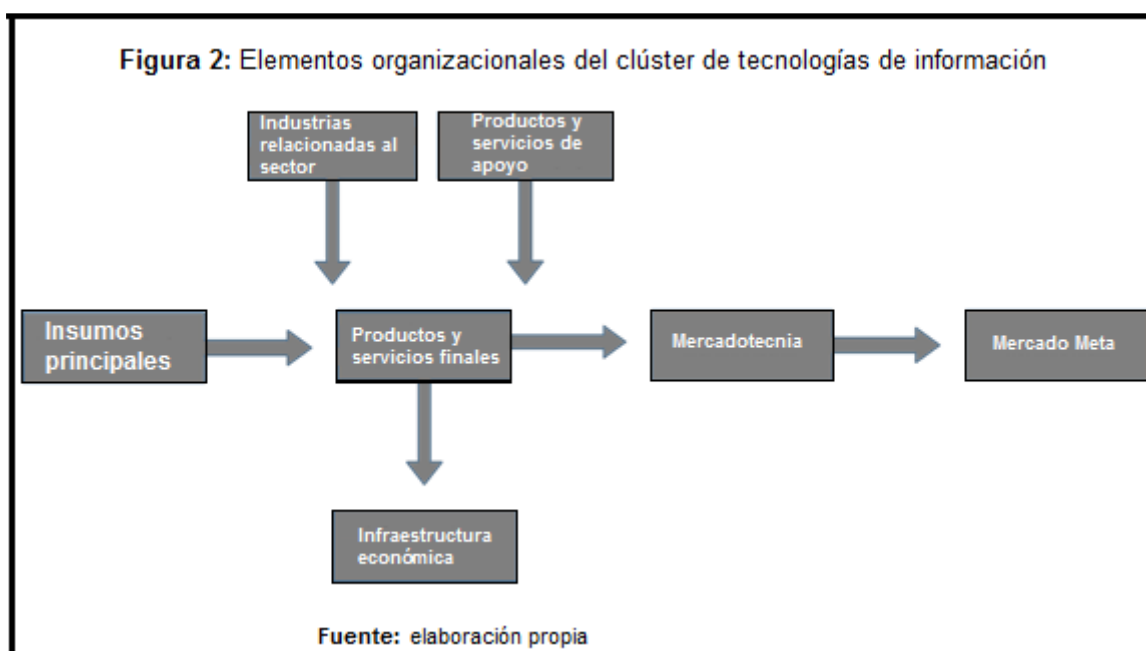 Figura 2: Elementos organizacionales del clúster de tecnologías de información
Industrias
relacionadas al
sector
Productos y
servicios de
apoyo
Insumos
principales
Productos y
servicios finales
Mercadotecnia
Mercado Meta
Infraestructura
económica
Fuente: elaboración propia